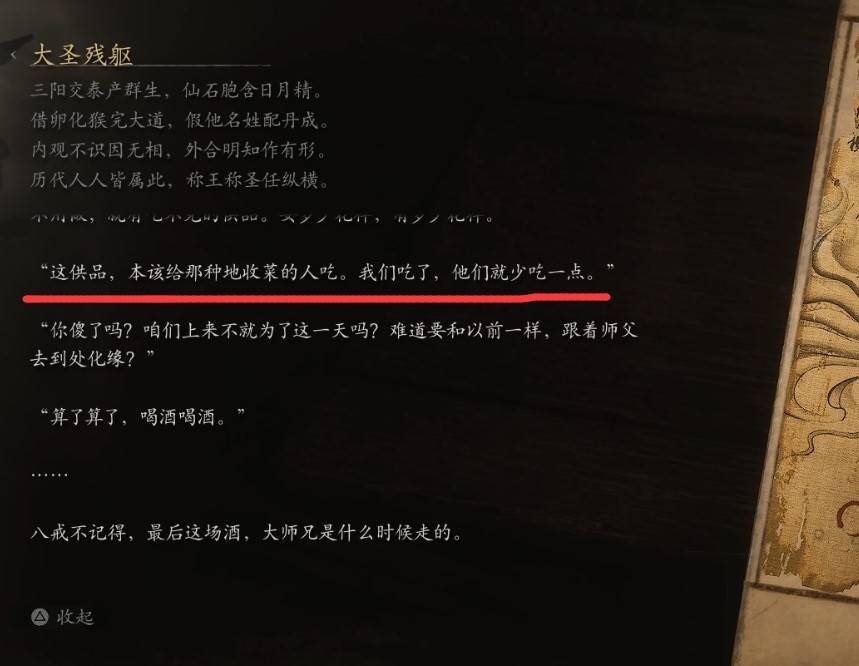 大圣残躯
三阳交泰产群生，仙石胞含日月精。
借卵化猴完大道，假他名姓配丹成。
内观不识因无相，外合明知作有形。
历代人人皆属此，称王称圣任纵横。
“这供品，本该给那种地收菜的人吃。我们吃了，他们就少吃一点。”
“你傻了吗？咱们上来不就为了这一天吗？难道要和以前一样，跟着师父
去到处化缘？”
“算了算了，喝酒喝酒。”
……
八戒不记得，最后这场酒，大师兄是什么时候走的。
收起